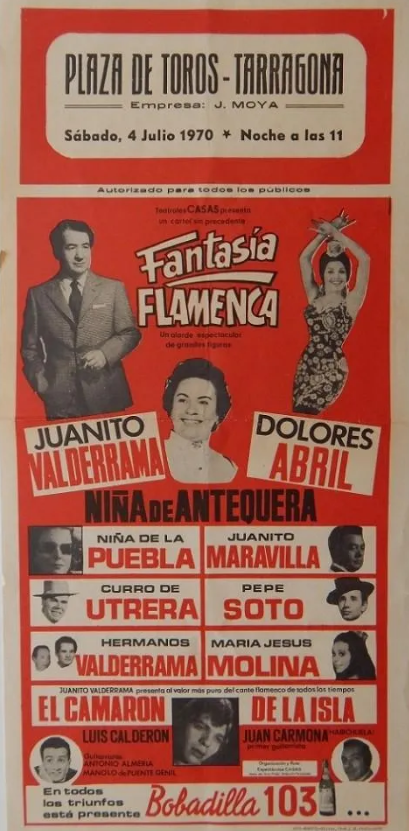 PLAZA DE TOROS - TARRAGONA
Empresa: J. MOYA
Sábado, 4 Julio 1970 ★ Noche a las 11
Autorizado para todos los públicos
CASAS presenta
un cartel sin precedente
Fantasía
FLAMENCA
Un alarde espectacular
de grandes figuras
JUANITO
VALDERRAMA
DOLORES
ABRIL
NIÑA DE ANTEQUERA
NIÑA DE LA
PUEBLA
JUANITO
MARAVILLA
CURRO DE
UTRERA
PEPE
SOTO
HERMANOS
VALDERRAMA
MARIA JESUS
MOLINA
JUANITO VALDERRAMA presenta al valor más puro del cante flamenco de todos los tiempos
EL CAMARON DE LA ISLA
LUIS CALDERON
Guitarristas:
ANTONIO ALMERIA
MANOLO DE PUENTE GENIL
JUAN CARMONA "HABICHUELA"
primer guitarrista
En todos
los triunfos
está presente
Bobadilla 103 ...